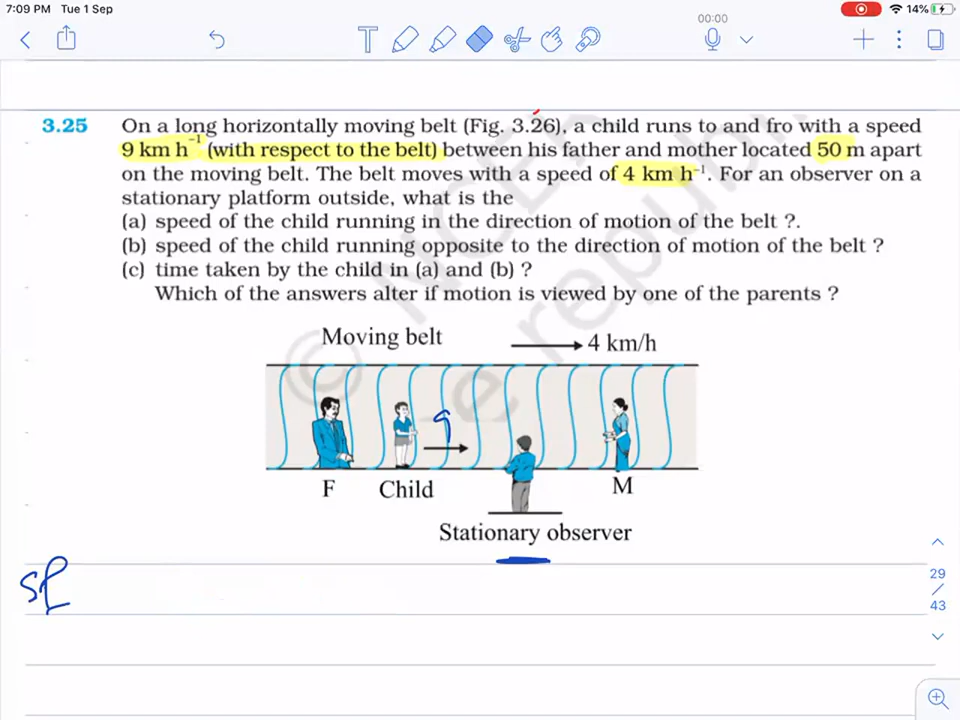 7:09 PM Tue 1 Sep
14%
00:00
3.25 On a long horizontally moving belt (Fig. 3.26), a child runs to and fro with a speed
9 km h⁻¹ (with respect to the belt) between his father and mother located 50 m apart
on the moving belt. The belt moves with a speed of 4 km h⁻¹. For an observer on a
stationary platform outside, what is the
(a) speed of the child running in the direction of motion of the belt ?.
(b) speed of the child running opposite to the direction of motion of the belt ?
(c) time taken by the child in (a) and (b) ?
Which of the answers alter if motion is viewed by one of the parents ?
Moving belt
4 km/h
9
F Child M
Stationary observer
29
/
43